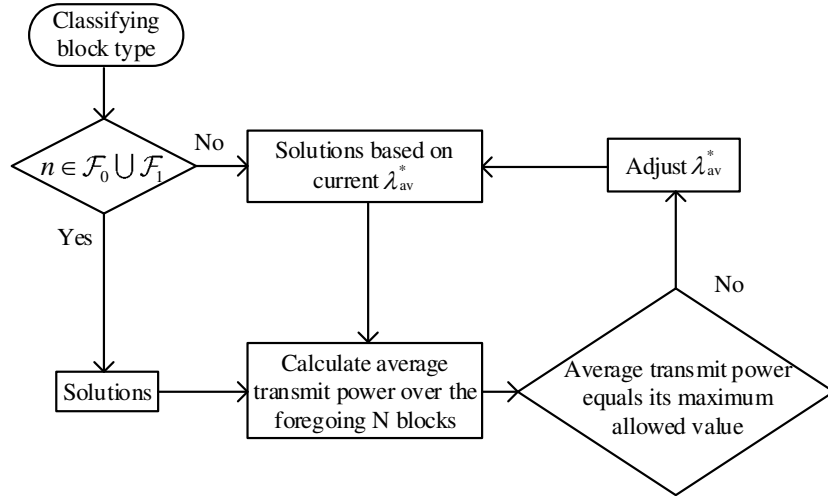 Classifying
block type
n ∈ ℱ₀ ⋃ ℱ₁
No
Yes
Solutions based on
current λ*av
Adjust λ*av
No
Solutions
Calculate average
transmit power over the
foregoing N blocks
Average transmit power
equals its maximum
allowed value